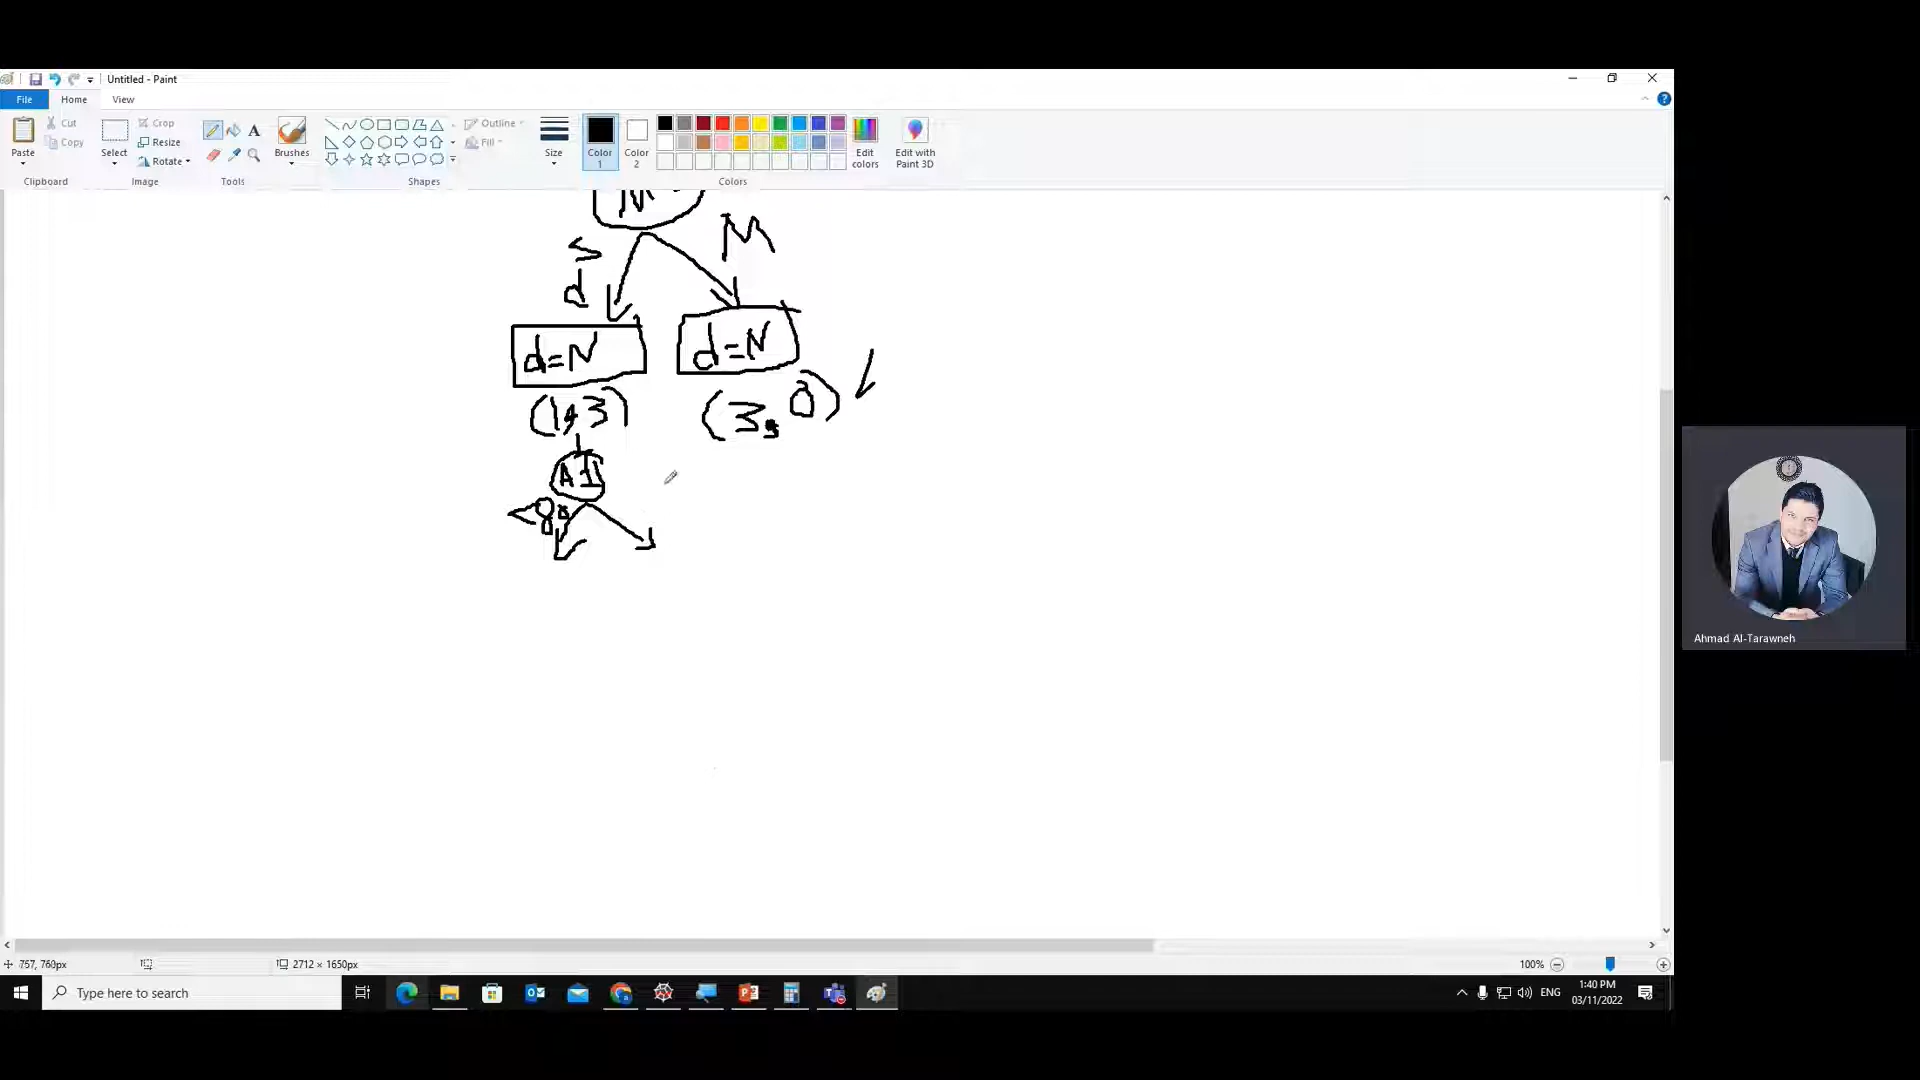 Untitled - Paint
File Home View
Paste
Cut
Copy
Clipboard
Select
Crop
Resize
Rotate
Image
A
Tools
Brushes
Shapes
Outline
Fill
Size
Color 1
Color 2
Edit colors
Colors
Edit with Paint 3D
M
S
d
M
d=N
d=N
(1,3)
(3,0)
AI
<80
Ahmad Al-Tarawneh
757, 760px
2712 × 1650px
100%
Type here to search
ENG
1:40 PM
03/11/2022